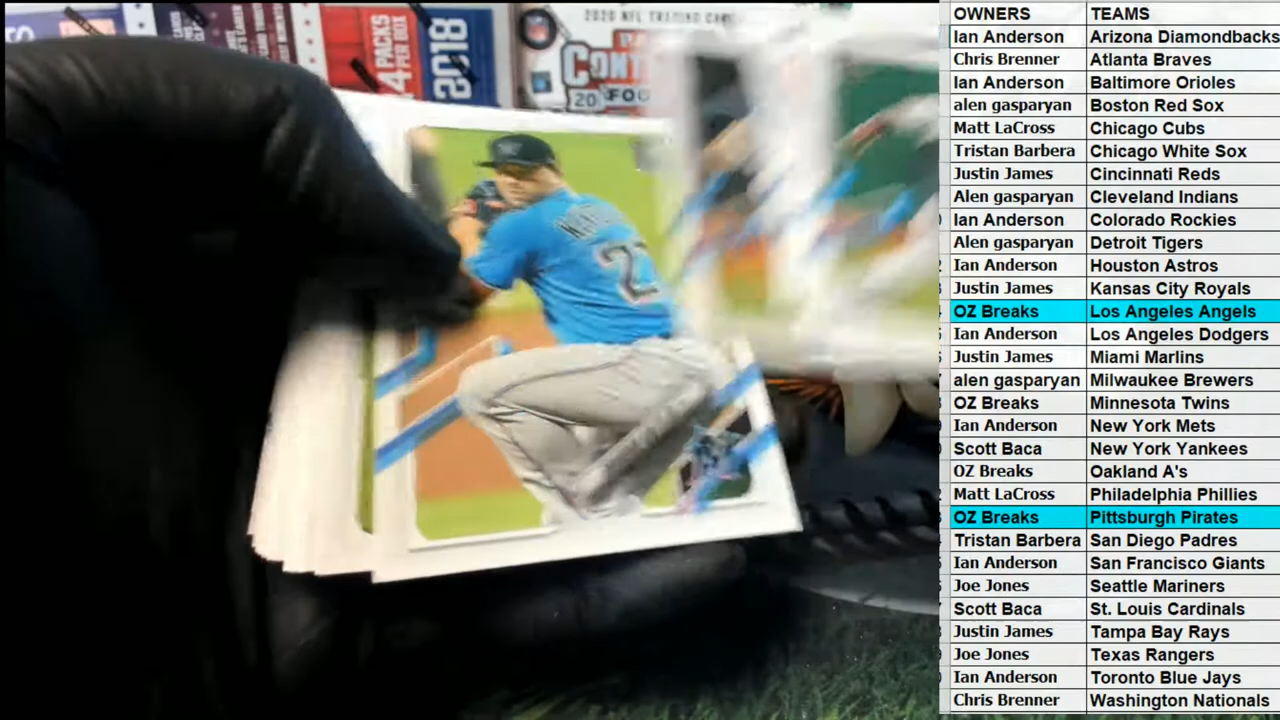 4 PACKS
PER BOX
2018
2020 NFL TRADING CAR
CONT
20 FOO
27
OWNERS TEAMS
Ian Anderson Arizona Diamondbacks
Chris Brenner Atlanta Braves
Ian Anderson Baltimore Orioles
alen gasparyan Boston Red Sox
Matt LaCross Chicago Cubs
Tristan Barbera Chicago White Sox
Justin James Cincinnati Reds
Alen gasparyan Cleveland Indians
Ian Anderson Colorado Rockies
Alen gasparyan Detroit Tigers
Ian Anderson Houston Astros
Justin James Kansas City Royals
OZ Breaks Los Angeles Angels
Ian Anderson Los Angeles Dodgers
Justin James Miami Marlins
alen gasparyan Milwaukee Brewers
OZ Breaks Minnesota Twins
Ian Anderson New York Mets
Scott Baca New York Yankees
OZ Breaks Oakland A's
Matt LaCross Philadelphia Phillies
OZ Breaks Pittsburgh Pirates
Tristan Barbera San Diego Padres
Ian Anderson San Francisco Giants
Joe Jones Seattle Mariners
Scott Baca St. Louis Cardinals
Justin James Tampa Bay Rays
Joe Jones Texas Rangers
Ian Anderson Toronto Blue Jays
Chris Brenner Washington Nationals